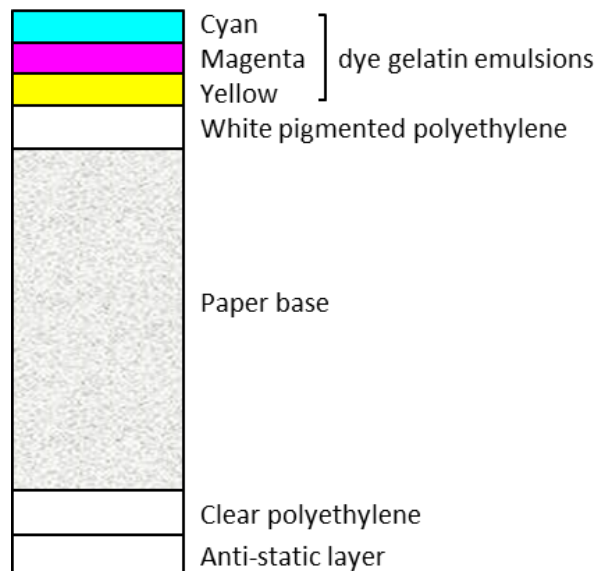 Cyan
Magenta
dye gelatin emulsions
Yellow
White pigmented polyethylene
Paper base
Clear polyethylene
Anti-static layer